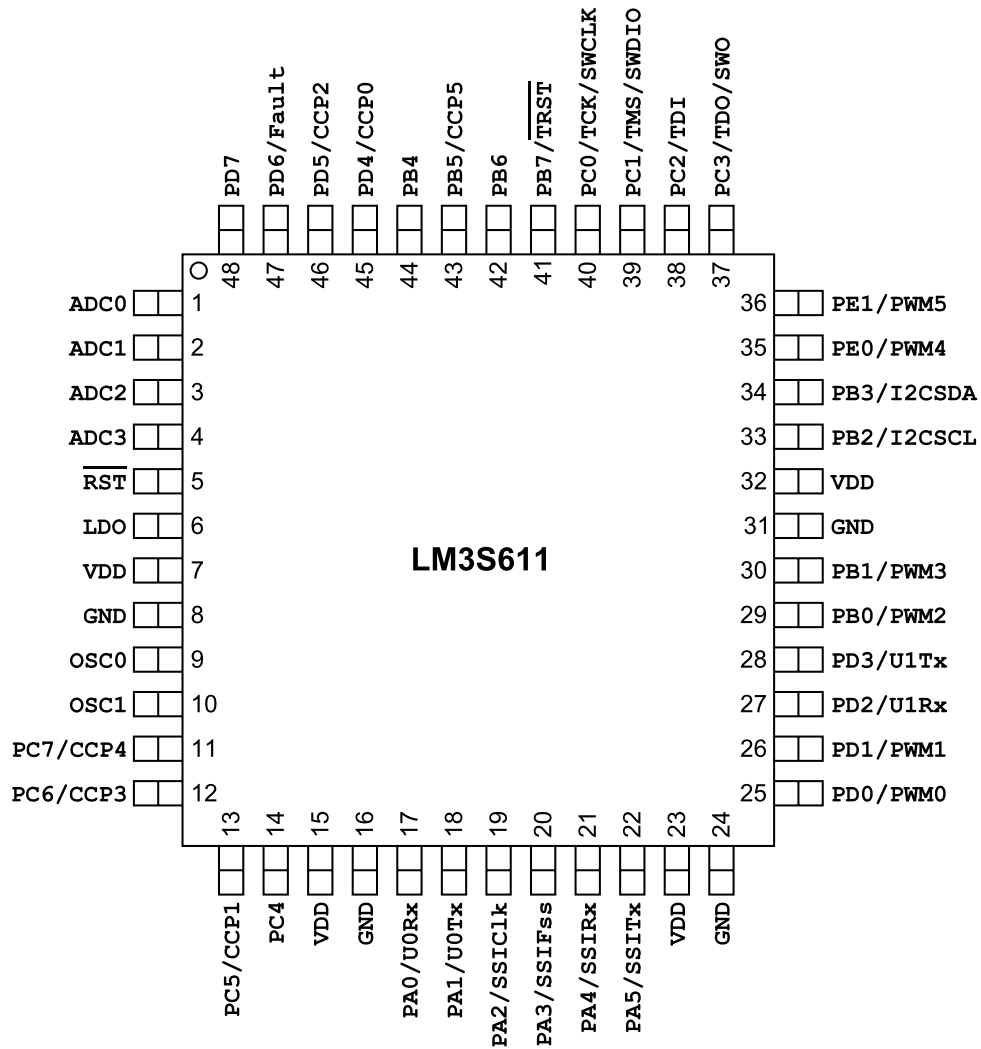 PD7
PD6/Fault
PD5/CCP2
PD4/CCP0
PB4
PB5/CCP5
PB6
PB7/TRST
PC0/TCK/SWCLK
PC1/TMS/SWDIO
PC2/TDI
PC3/TDO/SWO
48
47
46
45
44
43
42
41
40
39
38
37
ADC0 1
ADC1 2
ADC2 3
ADC3 4
RST 5
LDO 6
VDD 7
GND 8
OSC0 9
OSC1 10
PC7/CCP4 11
PC6/CCP3 12
LM3S611
36 PE1/PWM5
35 PE0/PWM4
34 PB3/I2CSDA
33 PB2/I2CSCL
32 VDD
31 GND
30 PB1/PWM3
29 PB0/PWM2
28 PD3/U1Tx
27 PD2/U1Rx
26 PD1/PWM1
25 PD0/PWM0
13
14
15
16
17
18
19
20
21
22
23
24
PC5/CCP1
PC4
VDD
GND
PA0/U0Rx
PA1/U0Tx
PA2/SSIClk
PA3/SSIFss
PA4/SSIRx
PA5/SSITx
VDD
GND